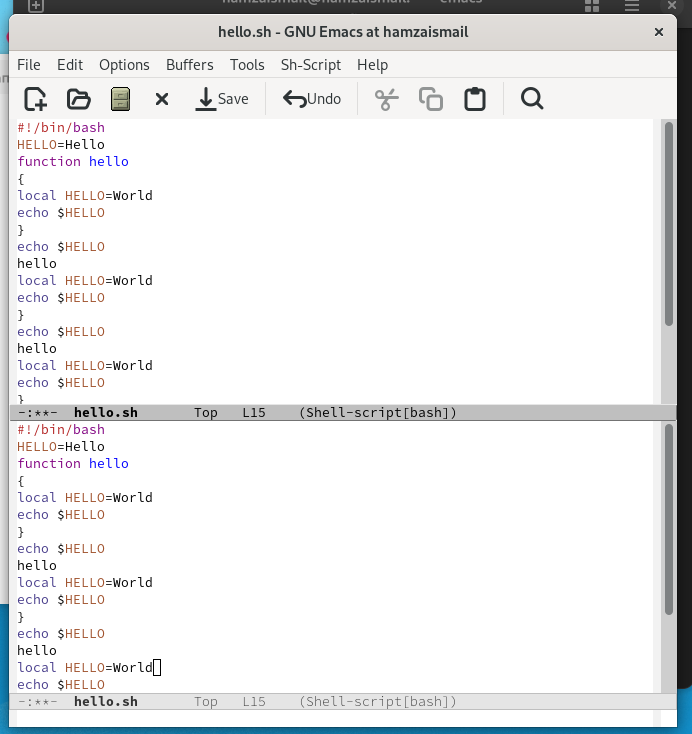 hello.sh - GNU Emacs at hamzaismail
File Edit Options Buffers Tools Sh-Script Help
Save Undo
#!/bin/bash
HELLO=Hello
function hello
{
local HELLO=World
echo $HELLO
}
echo $HELLO
hello
local HELLO=World
echo $HELLO
}
echo $HELLO
hello
local HELLO=World
echo $HELLO
}
-:**- hello.sh Top L15 (Shell-script[bash])
#!/bin/bash
HELLO=Hello
function hello
{
local HELLO=World
echo $HELLO
}
echo $HELLO
hello
local HELLO=World
echo $HELLO
}
echo $HELLO
hello
local HELLO=World
echo $HELLO
-:**- hello.sh Top L15 (Shell-script[bash])